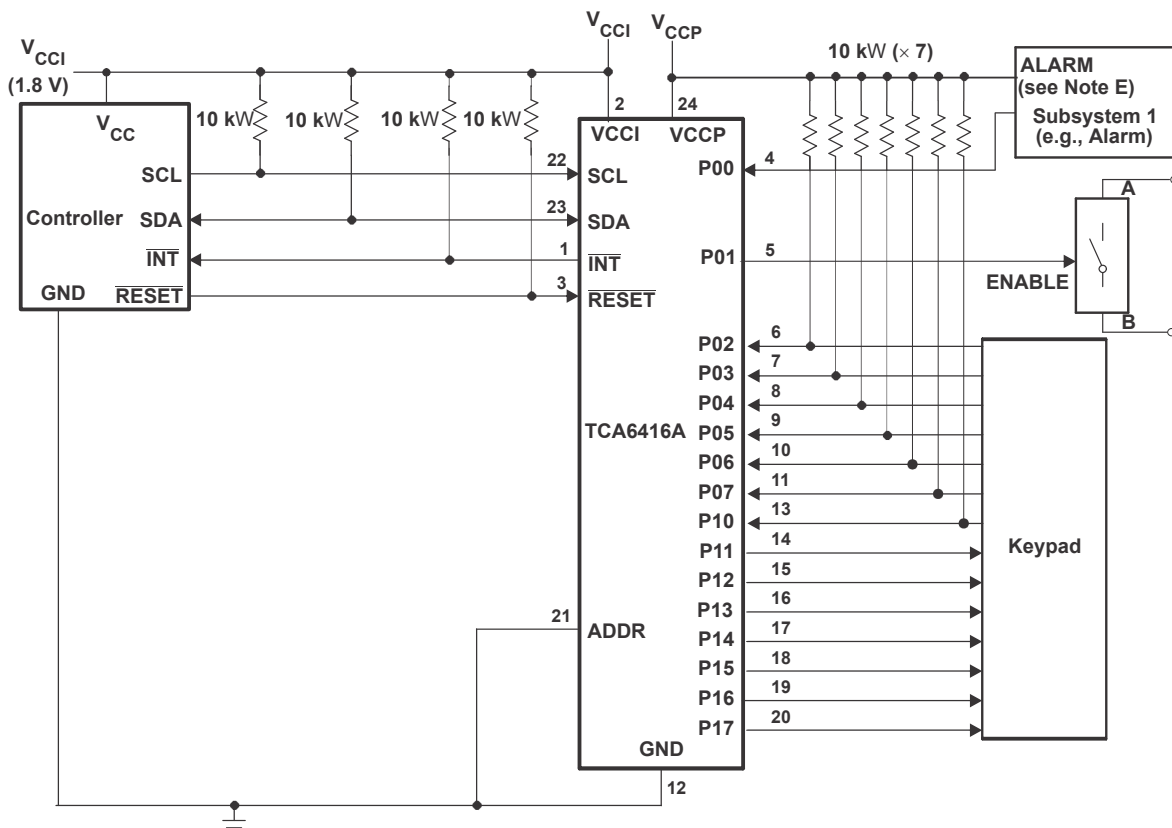 V_CCI
V_CCP
V_CCI
(1.8 V)
10 kW (× 7)
ALARM
(see Note E)
Subsystem 1
(e.g., Alarm)
V_CC
10 kW
10 kW
10 kW
10 kW
2
24
VCCI
VCCP
SCL
22
SCL
P00
4
A
Controller
SDA
23
SDA
INT
1
INT
P01
5
ENABLE
GND
RESET
3
RESET
B
P02
6
P03
7
P04
8
TCA6416A
P05
9
P06
10
P07
11
P10
13
Keypad
P11
14
P12
15
P13
16
21
ADDR
P14
17
P15
18
P16
19
P17
20
GND
12